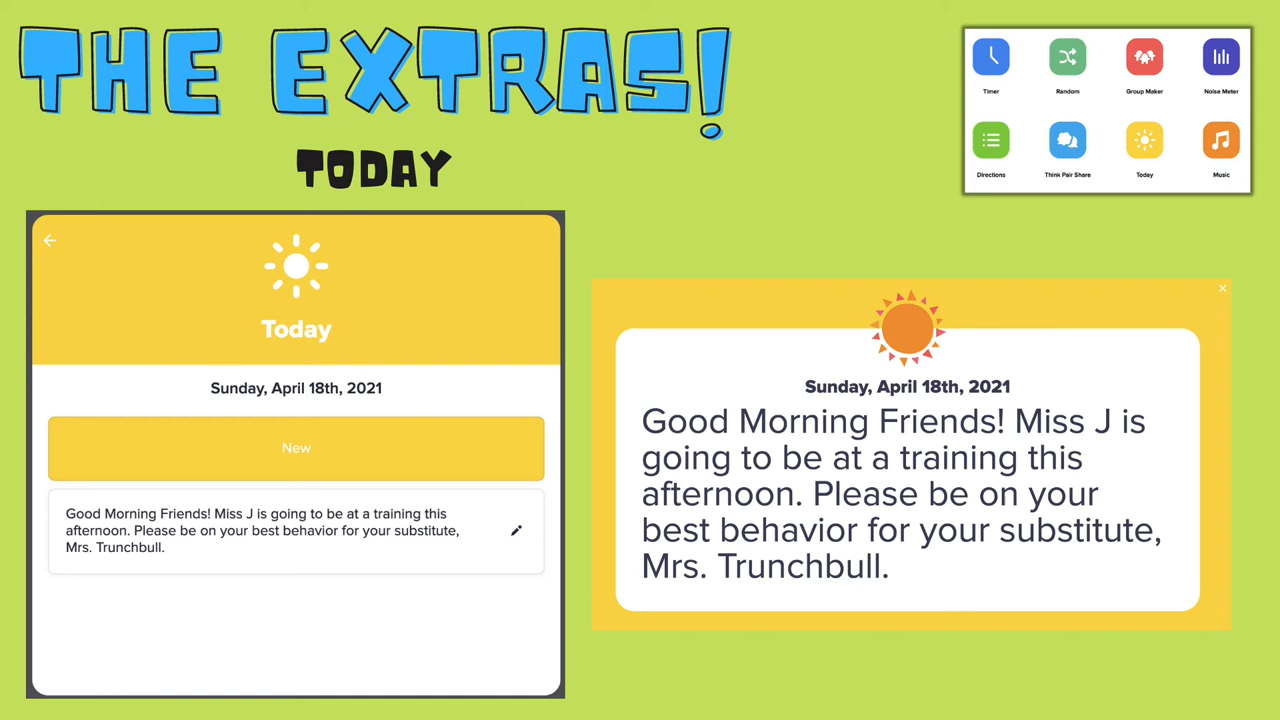 THE EXTRAS!
TODAY
Timer
Random
Group Maker
Noise Meter
Directions
Think Pair Share
Today
Music
Today
Sunday, April 18th, 2021
New
Good Morning Friends! Miss J is going to be at a training this
afternoon. Please be on your best behavior for your substitute,
Mrs. Trunchbull.
Sunday, April 18th, 2021
Good Morning Friends! Miss J is
going to be at a training this
afternoon. Please be on your
best behavior for your substitute,
Mrs. Trunchbull.